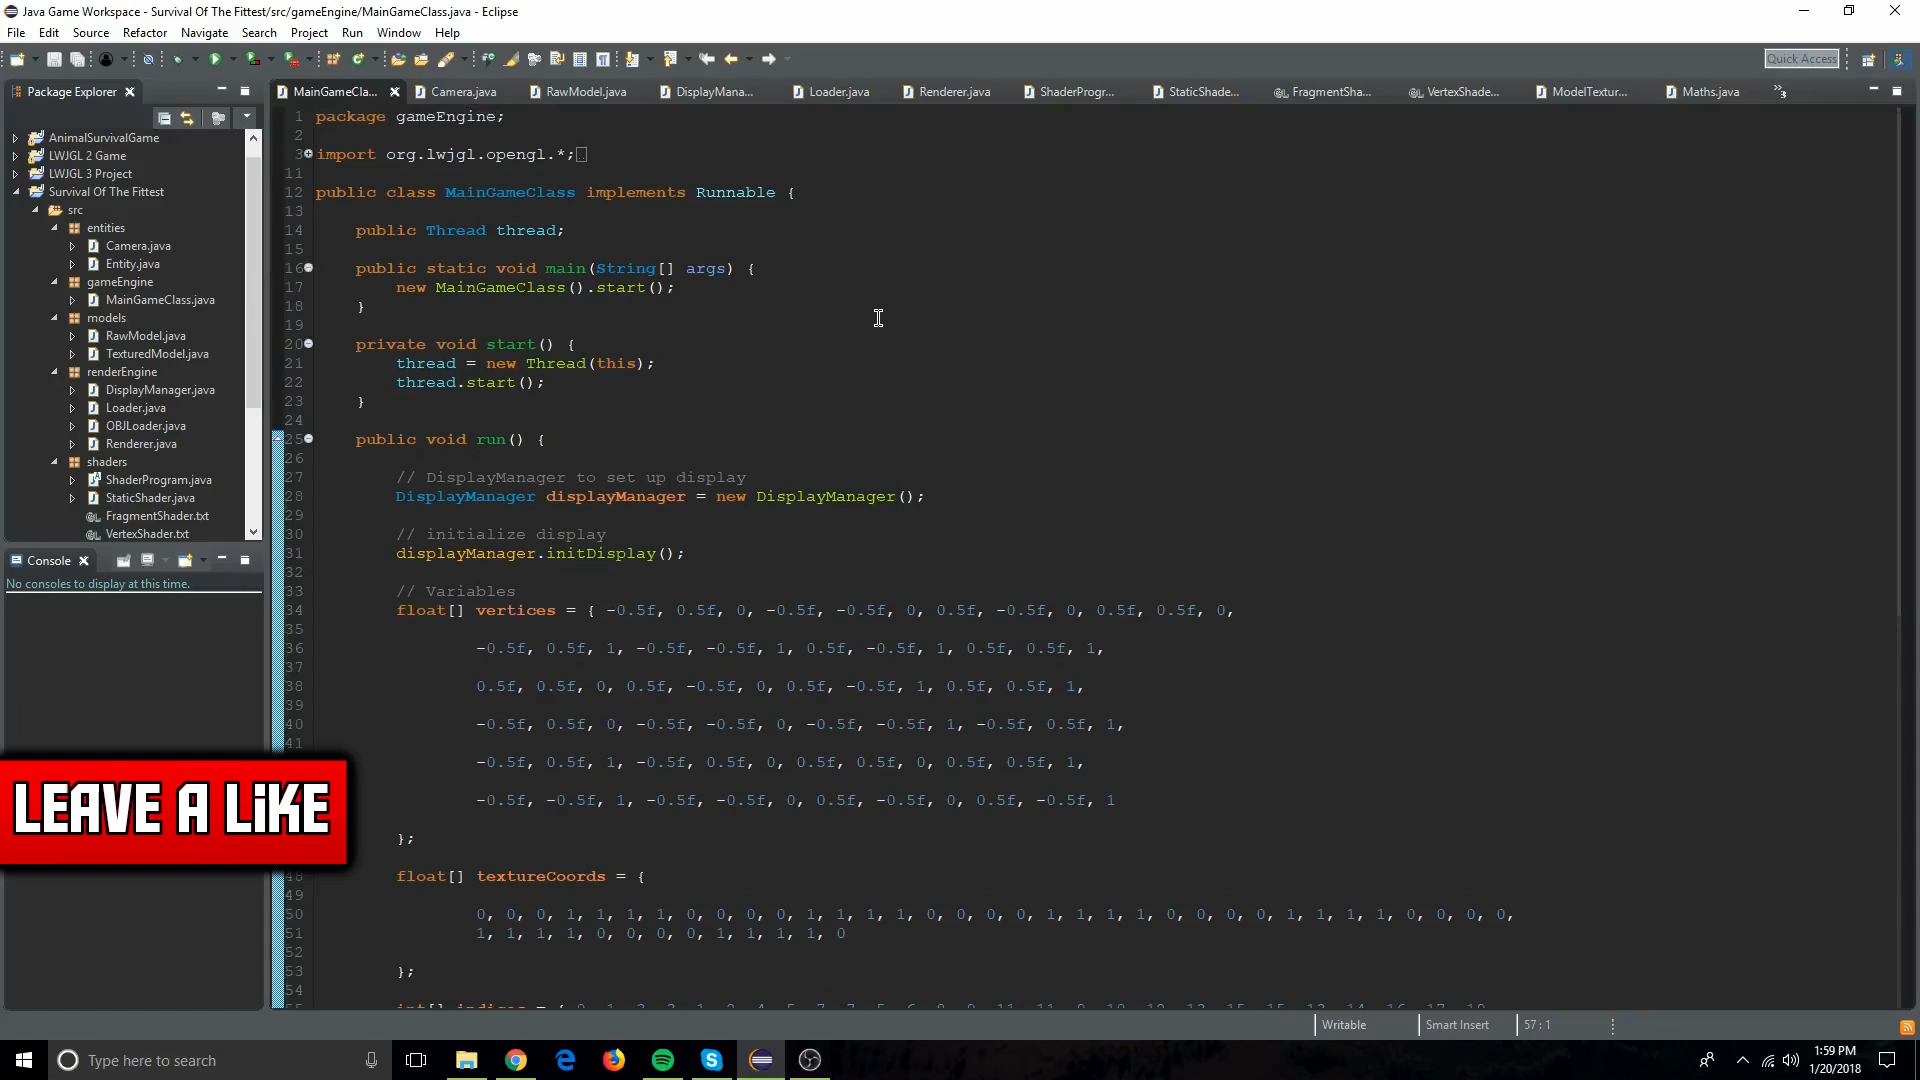 Java Game Workspace - Survival Of The Fittest/src/gameEngine/MainGameClass.java - Eclipse
File Edit Source Refactor Navigate Search Project Run Window Help
Quick Access
Package Explorer
MainGameCla... Camera.java RawModel.java DisplayMana... Loader.java Renderer.java ShaderProgr... StaticShade... FragmentSha... VertexShade... ModelTextur... Maths.java
AnimalSurvivalGame
LWJGL 2 Game
LWJGL 3 Project
Survival Of The Fittest
src
entities
Camera.java
Entity.java
gameEngine
MainGameClass.java
models
RawModel.java
TexturedModel.java
renderEngine
DisplayManager.java
Loader.java
OBJLoader.java
Renderer.java
shaders
ShaderProgram.java
StaticShader.java
FragmentShader.txt
VertexShader.txt
Console
No consoles to display at this time.
LEAVE A LIKE
1 package gameEngine;
2
3 import org.lwjgl.opengl.*;
11
12 public class MainGameClass implements Runnable {
13
14 public Thread thread;
15
16 public static void main(String[] args) {
17 new MainGameClass().start();
18 }
19
20 private void start() {
21 thread = new Thread(this);
22 thread.start();
23 }
24
25 public void run() {
26
27 // DisplayManager to set up display
28 DisplayManager displayManager = new DisplayManager();
29
30 // initialize display
31 displayManager.initDisplay();
32
33 // Variables
34 float[] vertices = { -0.5f, 0.5f, 0, -0.5f, -0.5f, 0, 0.5f, -0.5f, 0, 0.5f, 0.5f, 0,
35
36 -0.5f, 0.5f, 1, -0.5f, -0.5f, 1, 0.5f, -0.5f, 1, 0.5f, 0.5f, 1,
37
38 0.5f, 0.5f, 0, 0.5f, -0.5f, 0, 0.5f, -0.5f, 1, 0.5f, 0.5f, 1,
39
40 -0.5f, 0.5f, 0, -0.5f, -0.5f, 0, -0.5f, -0.5f, 1, -0.5f, 0.5f, 1,
41
-0.5f, 0.5f, 1, -0.5f, 0.5f, 0, 0.5f, 0.5f, 0, 0.5f, 0.5f, 1,
-0.5f, -0.5f, 1, -0.5f, -0.5f, 0, 0.5f, -0.5f, 0, 0.5f, -0.5f, 1
};
48 float[] textureCoords = {
49
50 0, 0, 0, 1, 1, 1, 1, 0, 0, 0, 0, 1, 1, 1, 1, 0, 0, 0, 0, 1, 1, 1, 1, 0, 0, 0, 0, 1, 1, 1, 1, 0, 0, 0, 0,
51 1, 1, 1, 1, 0, 0, 0, 0, 1, 1, 1, 1, 0
52
53 };
54
Writable Smart Insert 57 : 1
Type here to search
1:59 PM
1/20/2018